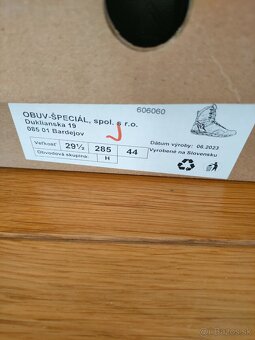 606060
OBUV-ŠPECIÁL, spol. s r.o.
Duklianska 19
085 01 Bardejov
Veľkosť: 29½ 285 44
Obvodová skupina: H
Dátum výroby: 06.2023
Vyrobené na Slovensku